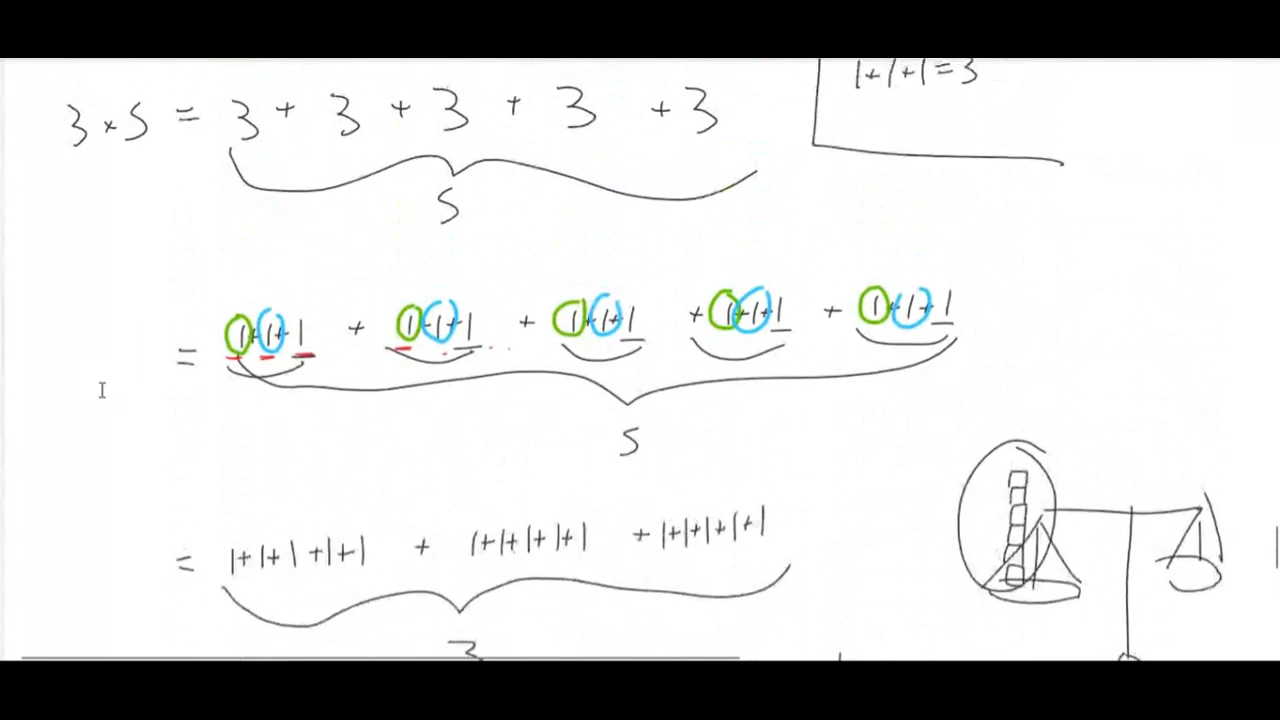 1+1+1=3
3 × 5 = 3 + 3 + 3 + 3 + 3
5
= 1+1+1 + 1+1+1 + 1+1+1 + 1+1+1 + 1+1+1
5
= 1+1+1+1+1 + 1+1+1+1+1 + 1+1+1+1+1
3